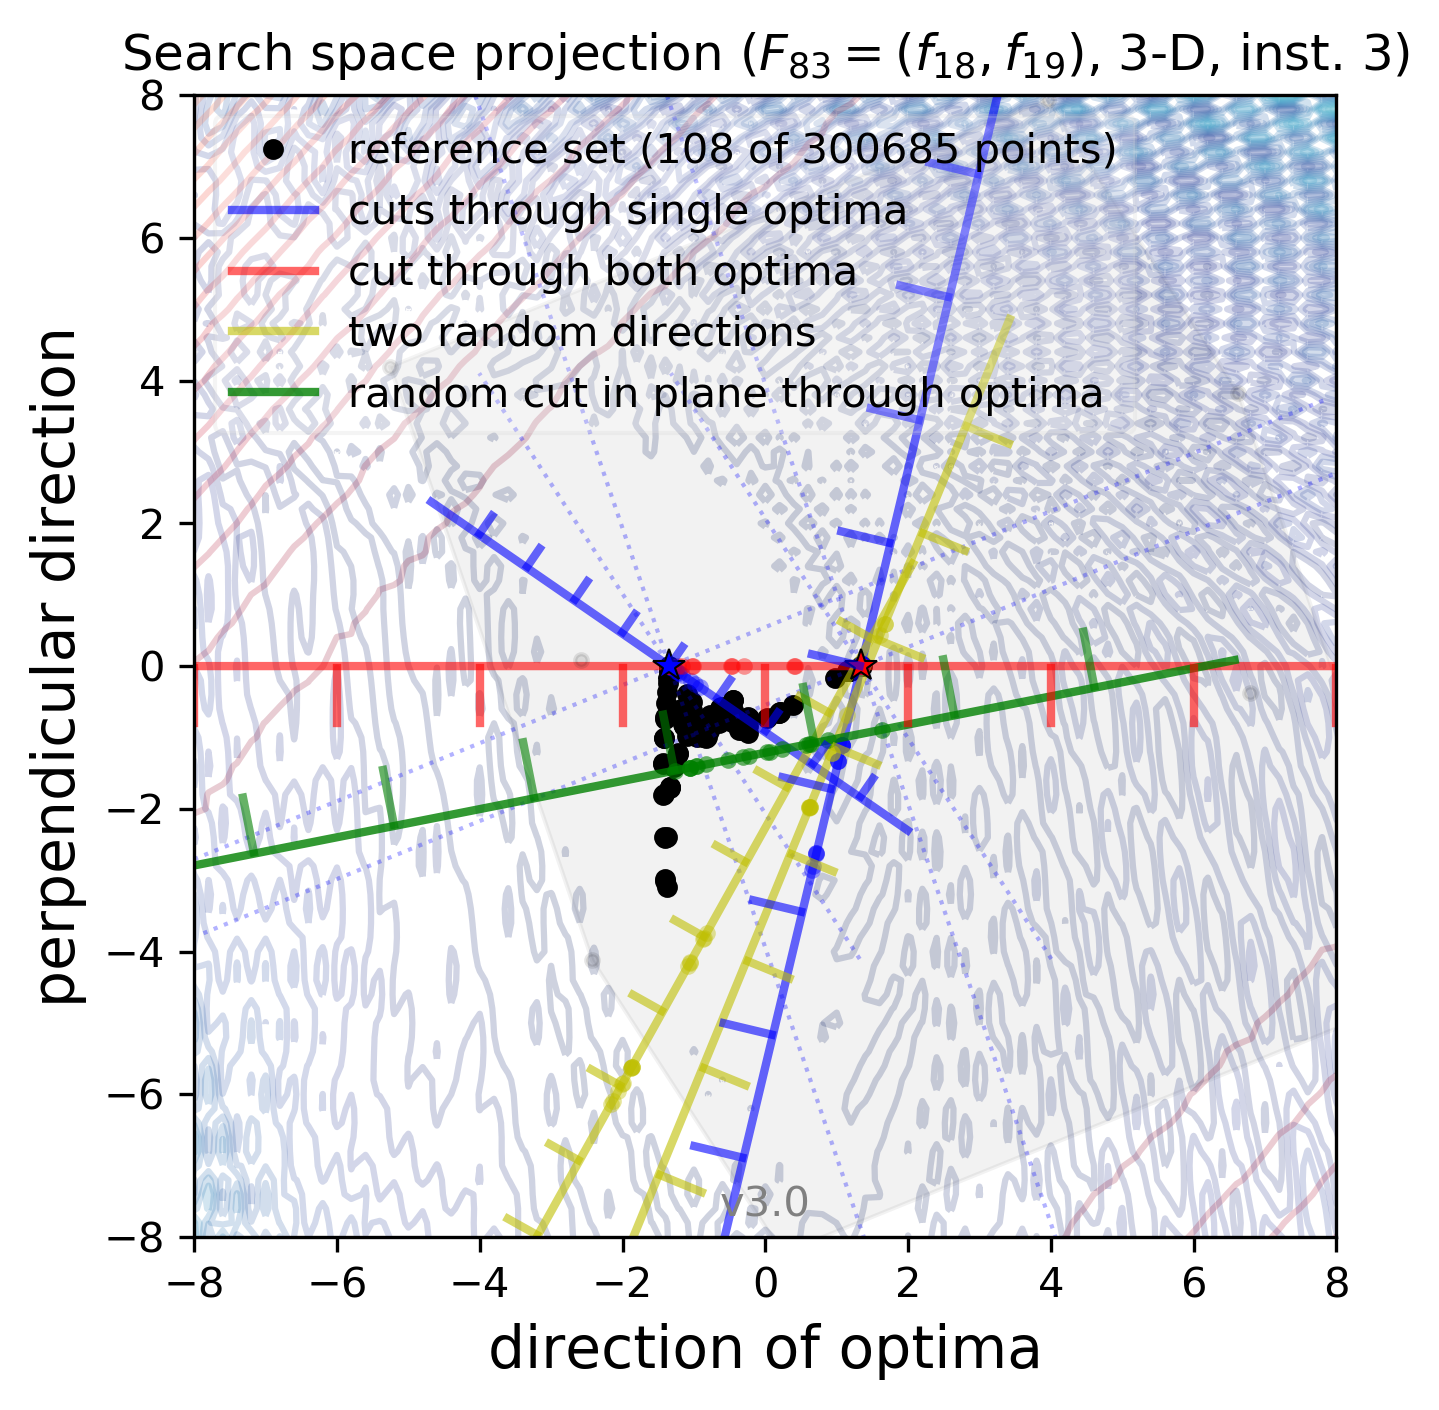 Search space projection (F83 = (f18, f19), 3-D, inst. 3)
reference set (108 of 300685 points)
cuts through single optima
cut through both optima
two random directions
random cut in plane through optima
perpendicular direction
8
6
4
2
0
−2
−4
−6
−8
v3.0
−8 −6 −4 −2 0 2 4 6 8
direction of optima